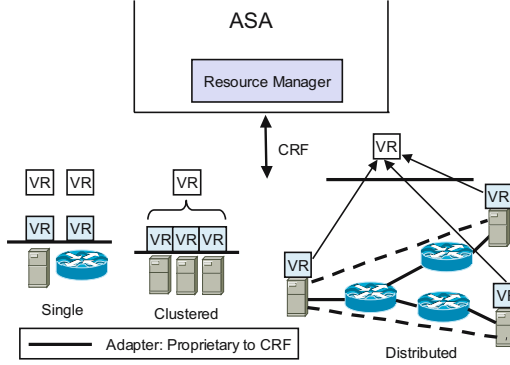 ASA
Resource Manager
CRF
VR
VR VR
VR
VR
VR VR
VR VR VR
VR
VR
Single
Clustered
Distributed
Adapter: Proprietary to CRF